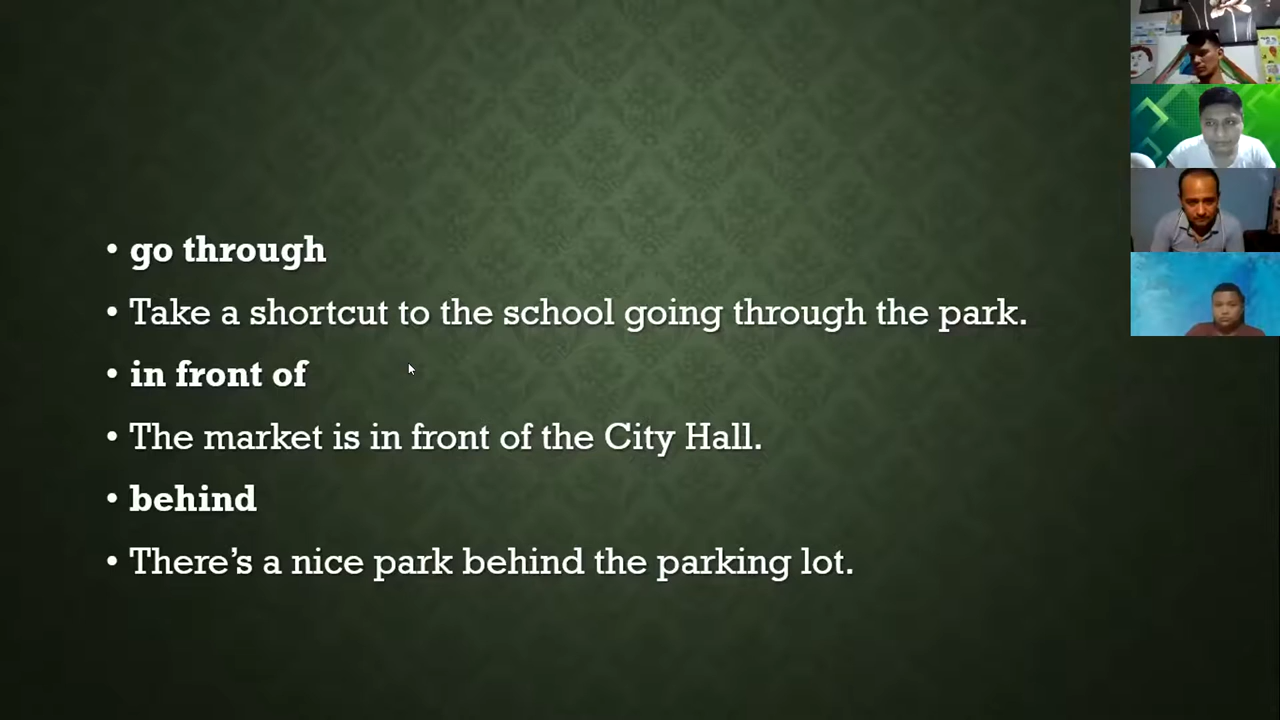 • go through
• Take a shortcut to the school going through the park.
• in front of
• The market is in front of the City Hall.
• behind
• There’s a nice park behind the parking lot.